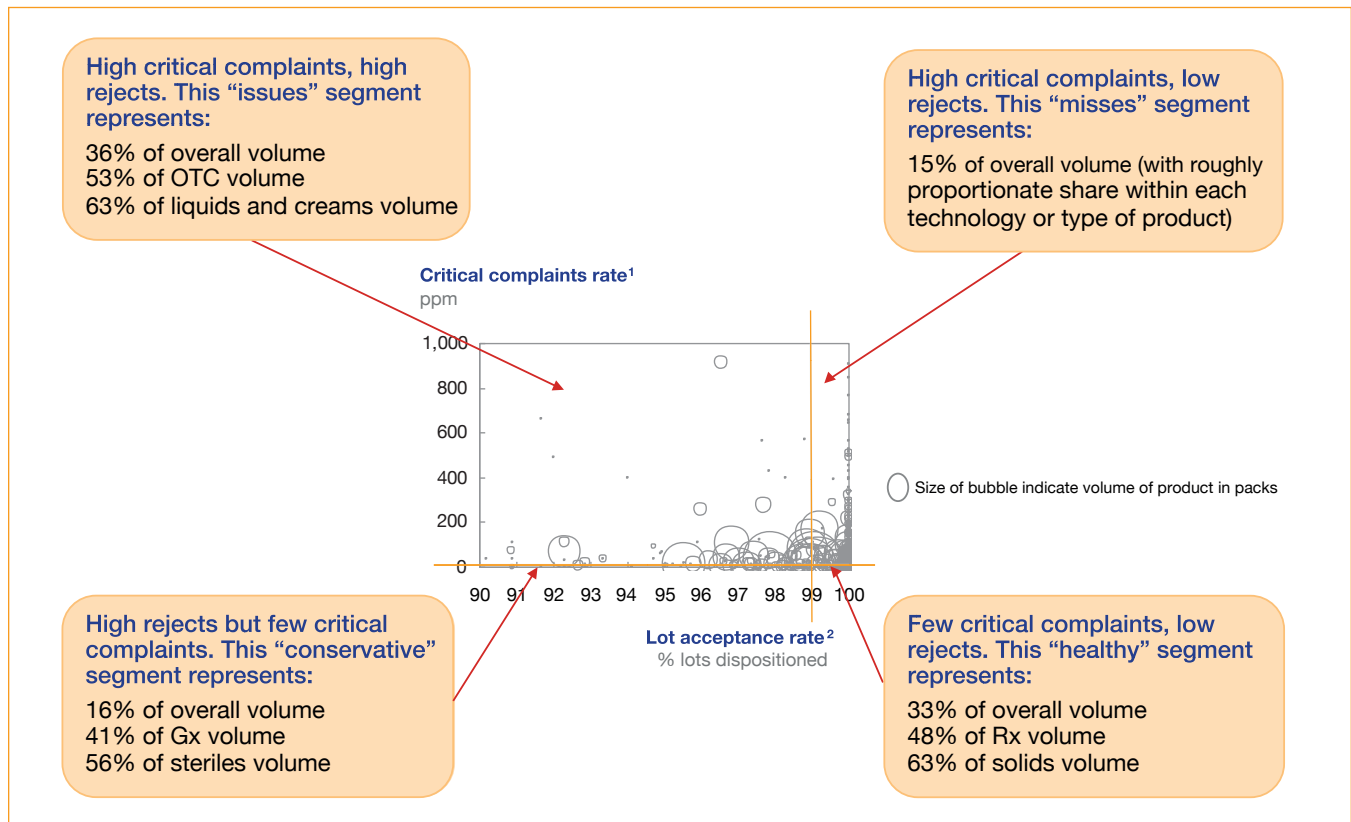 High critical complaints, high
rejects. This “issues” segment
represents:
36% of overall volume
53% of OTC volume
63% of liquids and creams volume
High critical complaints, low
rejects. This “misses” segment
represents:
15% of overall volume (with roughly
proportionate share within each
technology or type of product)
Critical complaints rate¹
ppm
1,000
800
600
400
200
0
90 91 92 93 94 95 96 97 98 99 100
Lot acceptance rate²
% lots dispositioned
Size of bubble indicate volume of product in packs
High rejects but few critical
complaints. This “conservative”
segment represents:
16% of overall volume
41% of Gx volume
56% of steriles volume
Few critical complaints, low
rejects. This “healthy” segment
represents:
33% of overall volume
48% of Rx volume
63% of solids volume